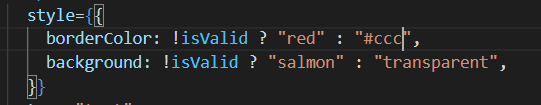 style={{
borderColor: !isValid ? "red" : "#ccc",
background: !isValid ? "salmon" : "transparent",
}}